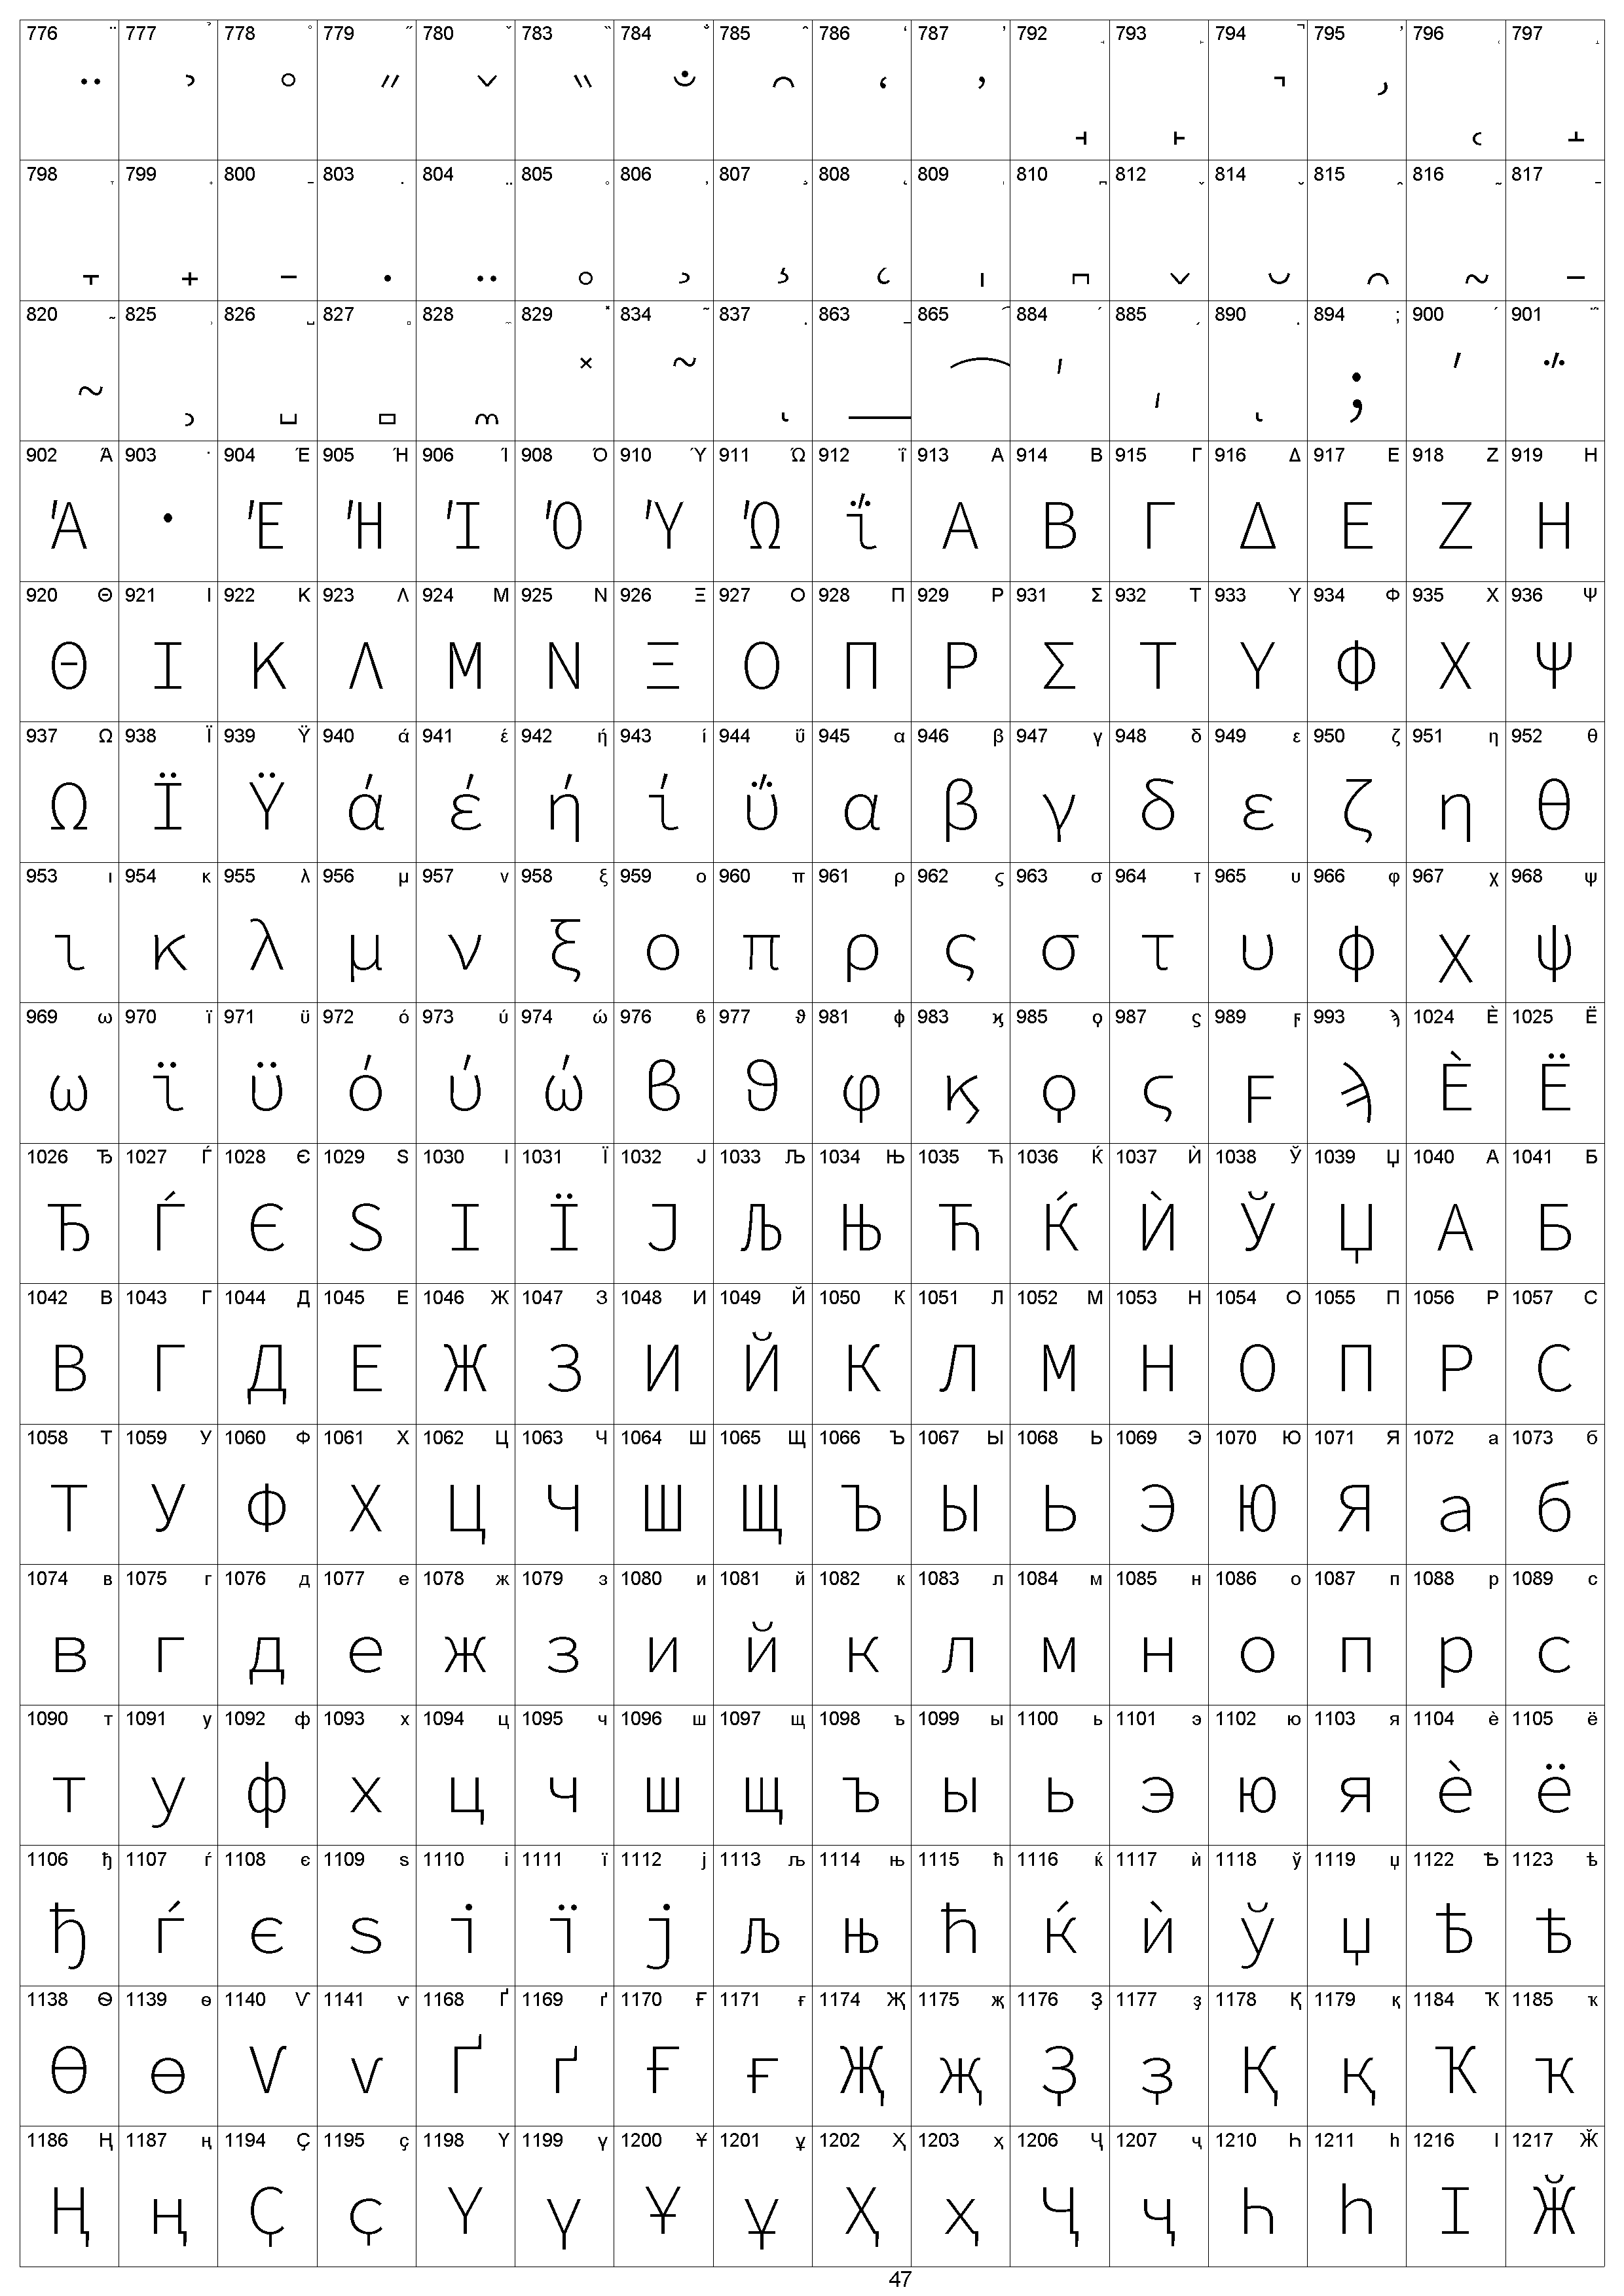 776 ̈ 777 ̉ 778 ̊ 779 ̋ 780 ̌ 783 ̏ 784 ̐ 785 ̑ 786 ̒ 787 ̓ 792 ̘ 793 ̙ 794 ̚ 795 ̛ 796 ̜ 797 ̝
̈ ̉ ̊ ̋ ̌ ̏ ̐ ̑ ̒ ̓ ̘ ̙ ̚ ̛ ̜ ̝
798 ̞ 799 ̟ 800 ̠ 803 ̣ 804 ̤ 805 ̥ 806 ̦ 807 ̧ 808 ̨ 809 ̩ 810 ̪ 812 ̬ 814 ̮ 815 ̯ 816 ̰ 817 ̱
̞ ̟ ̠ ̣ ̤ ̥ ̦ ̧ ̨ ̩ ̪ ̬ ̮ ̯ ̰ ̱
820 ̴ 825 ̹ 826 ̺ 827 ̻ 828 ̼ 829 ̽ 834 ͂ 837 ͅ 863 ͟ 865 ͡ 884 ʹ 885 ͵ 890 ͺ 894 ; 900 ΄ 901 ΅
̴ ̹ ̺ ̻ ̼ ̽ ͂ ͅ ͟ ͡ ʹ ͵ ͺ ; ΄ ΅
902 Ά 903 · 904 Έ 905 Ή 906 Ί 908 Ό 910 Ύ 911 Ώ 912 ΐ 913 Α 914 Β 915 Γ 916 Δ 917 Ε 918 Ζ 919 Η
Ά · Έ Ή Ί Ό Ύ Ώ ΐ Α Β Γ Δ Ε Ζ Η
920 Θ 921 Ι 922 Κ 923 Λ 924 Μ 925 Ν 926 Ξ 927 Ο 928 Π 929 Ρ 931 Σ 932 Τ 933 Υ 934 Φ 935 Χ 936 Ψ
Θ Ι Κ Λ Μ Ν Ξ Ο Π Ρ Σ Τ Υ Φ Χ Ψ
937 Ω 938 Ϊ 939 Ϋ 940 ά 941 έ 942 ή 943 ί 944 ΰ 945 α 946 β 947 γ 948 δ 949 ε 950 ζ 951 η 952 θ
Ω Ϊ Ϋ ά έ ή ί ΰ α β γ δ ε ζ η θ
953 ι 954 κ 955 λ 956 μ 957 ν 958 ξ 959 ο 960 π 961 ρ 962 ς 963 σ 964 τ 965 υ 966 φ 967 χ 968 ψ
ι κ λ μ ν ξ ο π ρ ς σ τ υ φ χ ψ
969 ω 970 ϊ 971 ϋ 972 ό 973 ύ 974 ώ 976 ϐ 977 ϑ 981 ϕ 983 ϗ 985 ϙ 987 ϛ 989 ϝ 993 ϡ 1024 Ѐ 1025 Ё
ω ϊ ϋ ό ύ ώ ϐ ϑ ϕ ϗ ϙ ϛ ϝ ϡ Ѐ Ё
1026 Ђ 1027 Ѓ 1028 Є 1029 Ѕ 1030 І 1031 Ї 1032 Ј 1033 Љ 1034 Њ 1035 Ћ 1036 Ќ 1037 Ѝ 1038 Ў 1039 Џ 1040 А 1041 Б
Ђ Ѓ Є Ѕ І Ї Ј Љ Њ Ћ Ќ Ѝ Ў Џ А Б
1042 В 1043 Г 1044 Д 1045 Е 1046 Ж 1047 З 1048 И 1049 Й 1050 К 1051 Л 1052 М 1053 Н 1054 О 1055 П 1056 Р 1057 С
В Г Д Е Ж З И Й К Л М Н О П Р С
1058 Т 1059 У 1060 Ф 1061 Х 1062 Ц 1063 Ч 1064 Ш 1065 Щ 1066 Ъ 1067 Ы 1068 Ь 1069 Э 1070 Ю 1071 Я 1072 а 1073 б
Т У Ф Х Ц Ч Ш Щ Ъ Ы Ь Э Ю Я а б
1074 в 1075 г 1076 д 1077 е 1078 ж 1079 з 1080 и 1081 й 1082 к 1083 л 1084 м 1085 н 1086 о 1087 п 1088 р 1089 с
в г д е ж з и й к л м н о п р с
1090 т 1091 у 1092 ф 1093 х 1094 ц 1095 ч 1096 ш 1097 щ 1098 ъ 1099 ы 1100 ь 1101 э 1102 ю 1103 я 1104 ѐ 1105 ё
т у ф х ц ч ш щ ъ ы ь э ю я ѐ ё
1106 ђ 1107 ѓ 1108 є 1109 ѕ 1110 і 1111 ї 1112 ј 1113 љ 1114 њ 1115 ћ 1116 ќ 1117 ѝ 1118 ў 1119 џ 1122 Ѣ 1123 ѣ
ђ ѓ є ѕ і ї ј љ њ ћ ќ ѝ ў џ Ѣ ѣ
1138 Ѳ 1139 ѳ 1140 Ѵ 1141 ѵ 1168 Ґ 1169 ґ 1170 Ғ 1171 ғ 1174 Җ 1175 җ 1176 Ҙ 1177 ҙ 1178 Қ 1179 қ 1184 Ҡ 1185 ҡ
Ѳ ѳ Ѵ ѵ Ґ ґ Ғ ғ Җ җ Ҙ ҙ Қ қ Ҡ ҡ
1186 Ң 1187 ң 1194 Ҫ 1195 ҫ 1198 Ү 1199 ү 1200 Ұ 1201 ұ 1202 Ҳ 1203 ҳ 1206 Ҷ 1207 ҷ 1210 Һ 1211 һ 1216 Ӏ 1217 Ӂ
Ң ң Ҫ ҫ Ү ү Ұ ұ Ҳ ҳ Ҷ ҷ Һ һ Ӏ Ӂ
47